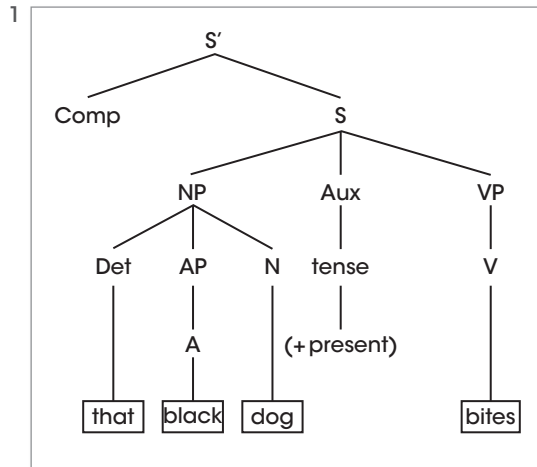 1
S′
Comp S
NP Aux VP
Det AP N tense V
A (+present)
that black dog bites